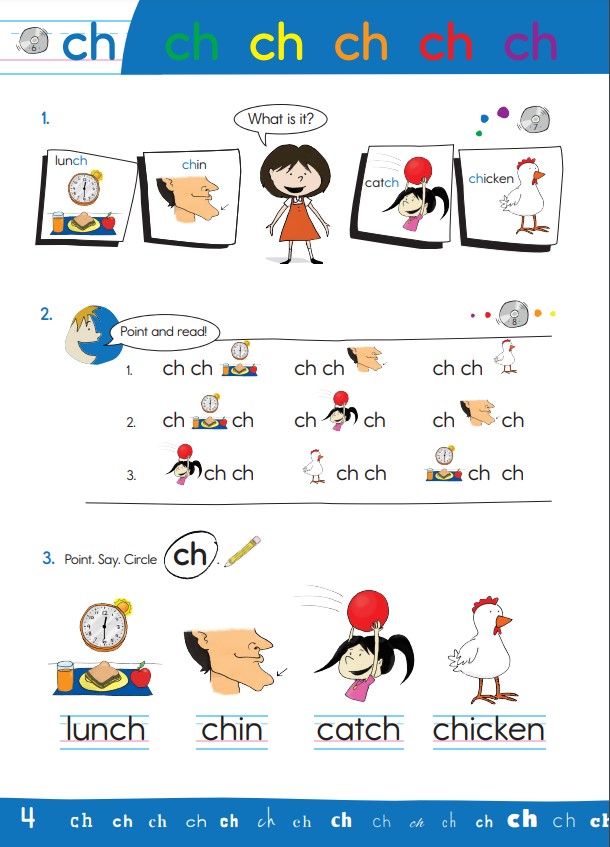 6 ch ch ch ch ch ch
1. What is it? 7
lunch chin catch chicken
2. Point and read! 8
1. ch ch ch ch ch ch
2. ch ch ch ch ch ch
3. ch ch ch ch ch ch
3. Point. Say. Circle ch.
lunch chin catch chicken
4 ch ch ch ch ch ch ch ch ch ch ch ch ch ch ch